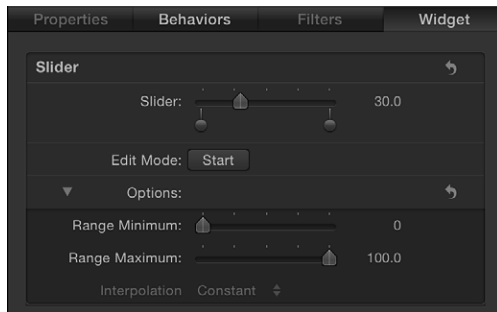 Properties Behaviors Filters Widget
Slider
Slider: 30.0
Edit Mode: Start
Options:
Range Minimum: 0
Range Maximum: 100.0
Interpolation Constant